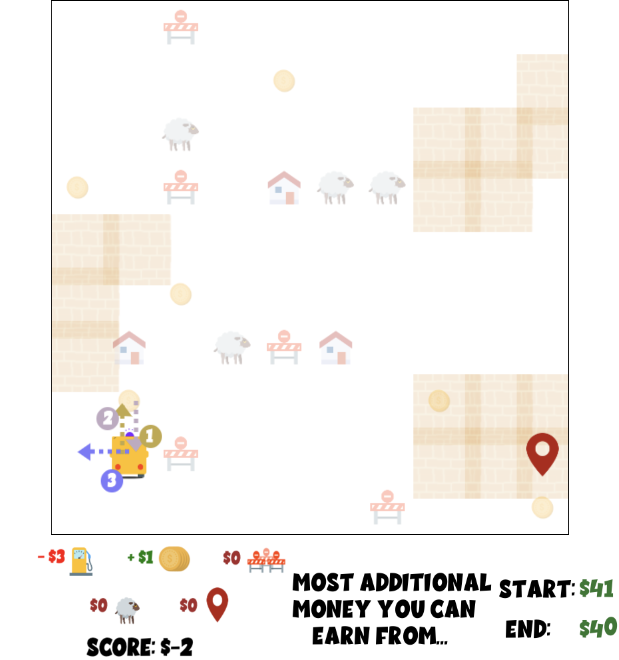 2
1
3
- $3
+ $1
$0
$0
$0
SCORE: $-2
MOST ADDITIONAL
MONEY YOU CAN
EARN FROM...
START: $41
END: $40